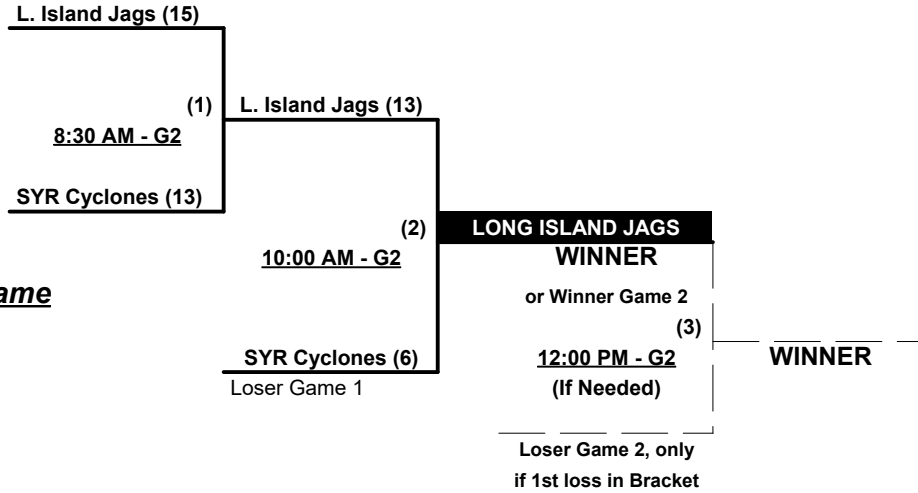 L. Island Jags (15)
(1)
L. Island Jags (13)
8:30 AM - G2
SYR Cyclones (13)
(2)
LONG ISLAND JAGS
10:00 AM - G2
WINNER
or Winner Game 2
(3)
SYR Cyclones (6)
12:00 PM - G2
WINNER
Loser Game 1
(If Needed)
Loser Game 2, only
if 1st loss in Bracket